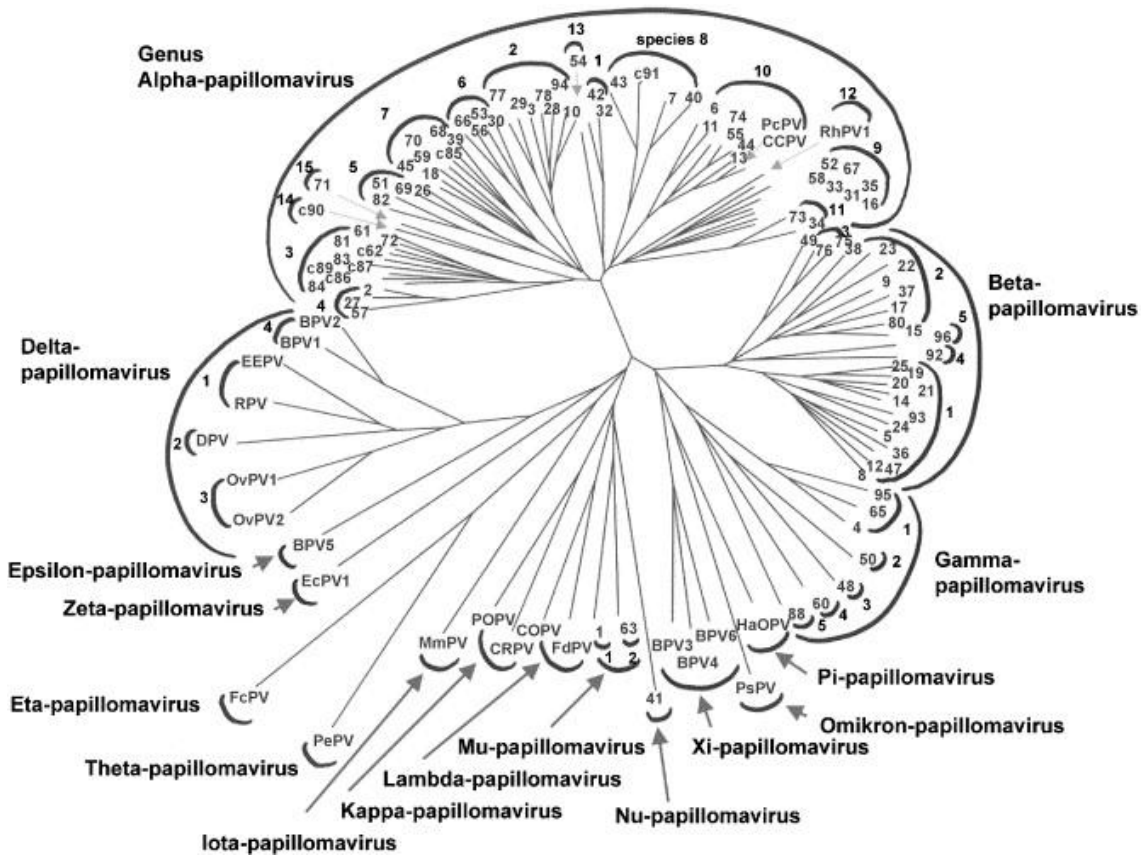 13
Genus
Alpha-papillomavirus
2
54
1
species 8
c91
43
94
42
10
6
77
78
7
40
6
12
7
53
29
3
28
10
32
74
PcPV
66
30
11
55
CCPV
RhPV1
68
56
44
70
39
13
9
59
c85
52
67
15
5
45
18
58
33
35
71
51
69
26
31
16
14
82
11
c90
73
34
3
61
49
75
3
81
72
76
38
23
2
83
c62
22
c89
c87
9
84
c86
37
4
2
17
Beta-
papillomavirus
27
57
80
15
5
4
BPV2
96
Delta-
papillomavirus
BPV1
92
4
EEPV
25
19
1
20
21
RPV
14
93
1
2
DPV
24
5
36
OvPV1
12
47
8
3
95
65
OvPV2
4
1
BPV5
50
2
Epsilon-papillomavirus
Gamma-
papillomavirus
EcPV1
48
3
Zeta-papillomavirus
60
4
88
5
POPV
COPV
1
63
HaOPV
MmPV
CRPV
FdPV
BPV3
BPV6
1
2
BPV4
Pi-papillomavirus
FcPV
41
PsPV
Eta-papillomavirus
Omikron-papillomavirus
PePV
Mu-papillomavirus
Xi-papillomavirus
Theta-papillomavirus
Lambda-papillomavirus
Kappa-papillomavirus
Nu-papillomavirus
Iota-papillomavirus